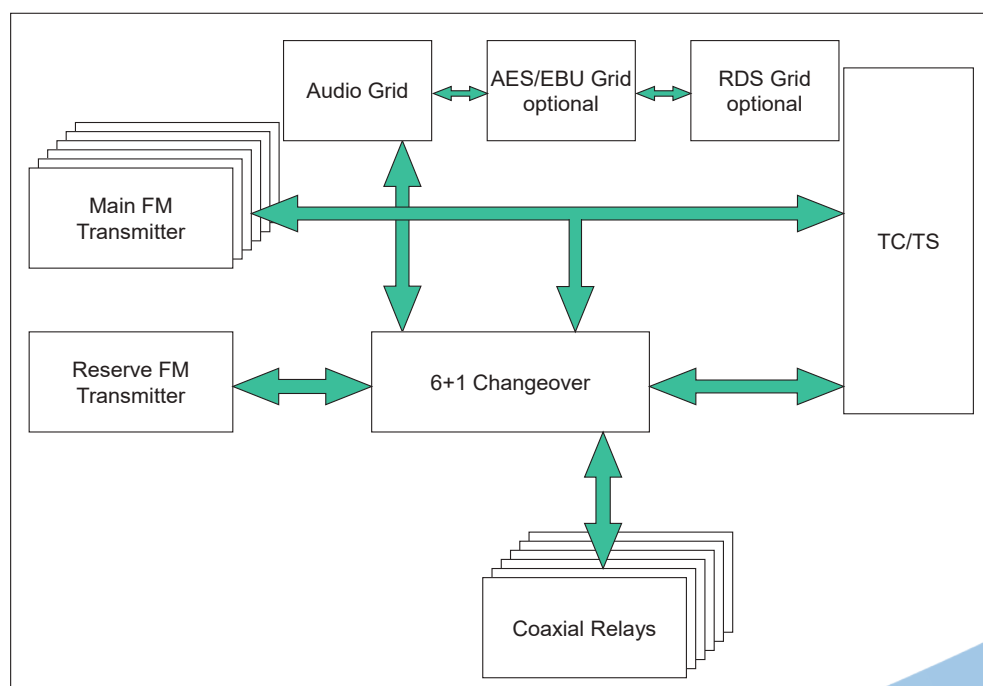 Audio Grid
AES/EBU Grid
optional
RDS Grid
optional
Main FM
Transmitter
TC/TS
Reserve FM
Transmitter
6+1 Changeover
Coaxial Relays